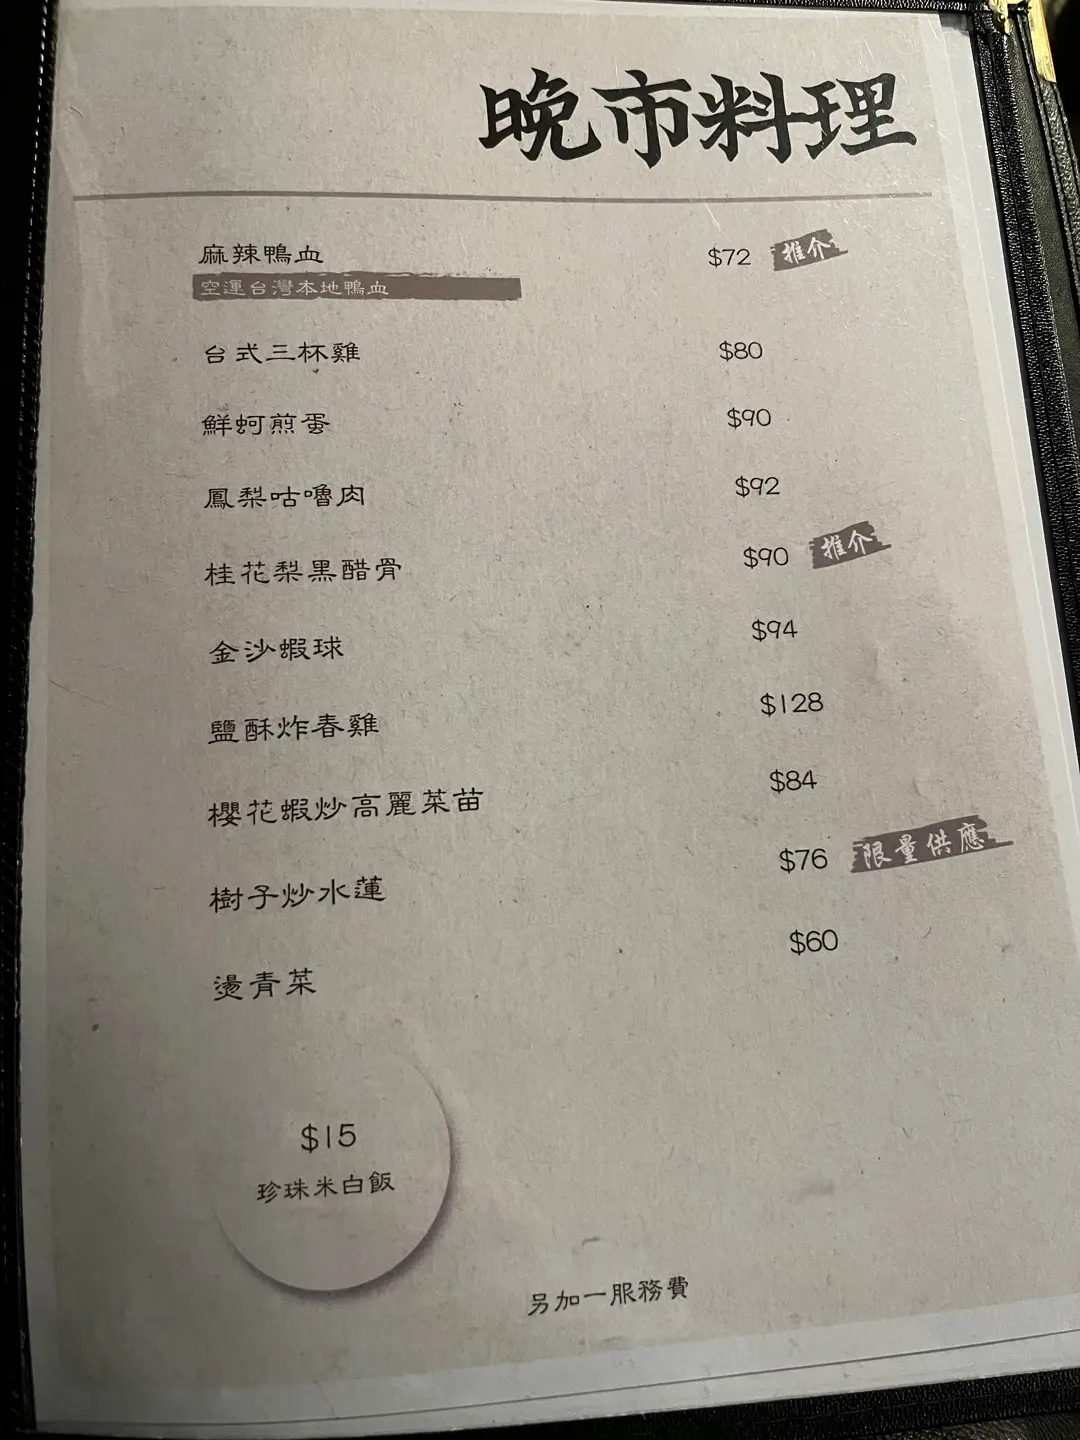 晚市料理
麻辣鴨血 $72 推介
空運台灣本地鴨血
台式三杯雞 $80
鮮蚵煎蛋 $90
鳳梨咕嚕肉 $92
桂花梨黑醋骨 $90 推介
金沙蝦球 $94
鹽酥炸春雞 $128
櫻花蝦炒高麗菜苗 $84
樹子炒水蓮 $76 限量供應
燙青菜 $60
$15
珍珠米白飯
另加一服務費